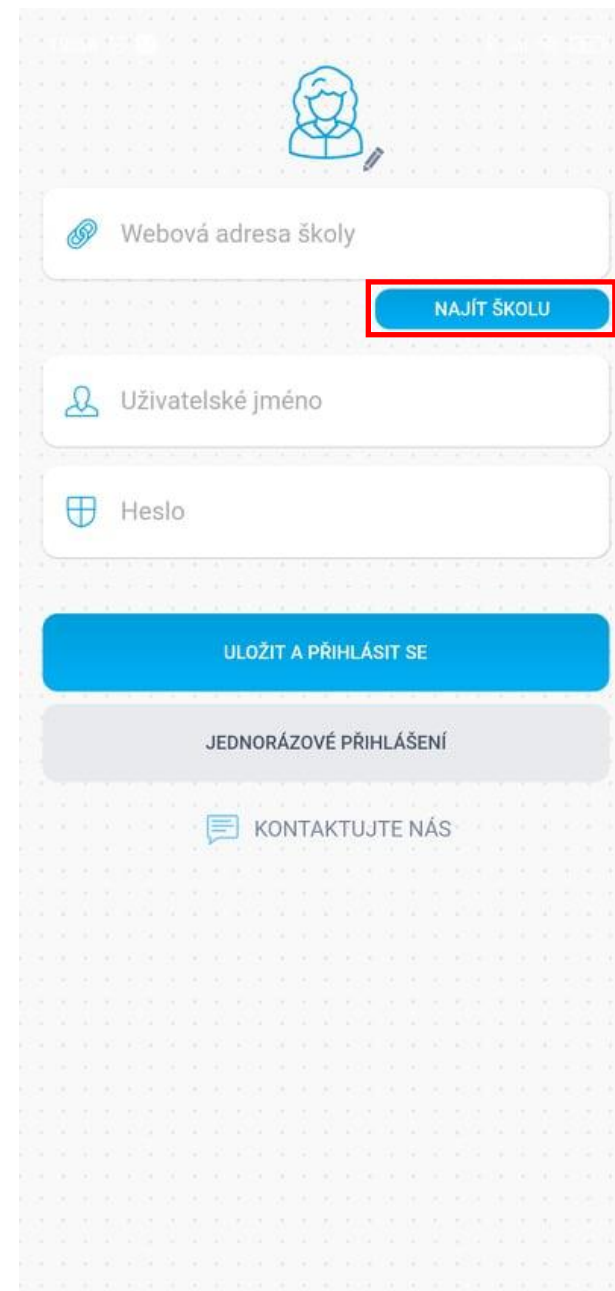 Webová adresa školy
NAJÍT ŠKOLU
Uživatelské jméno
Heslo
ULOŽIT A PŘIHLÁSIT SE
JEDNORÁZOVÉ PŘIHLÁŠENÍ
KONTAKTUJTE NÁS